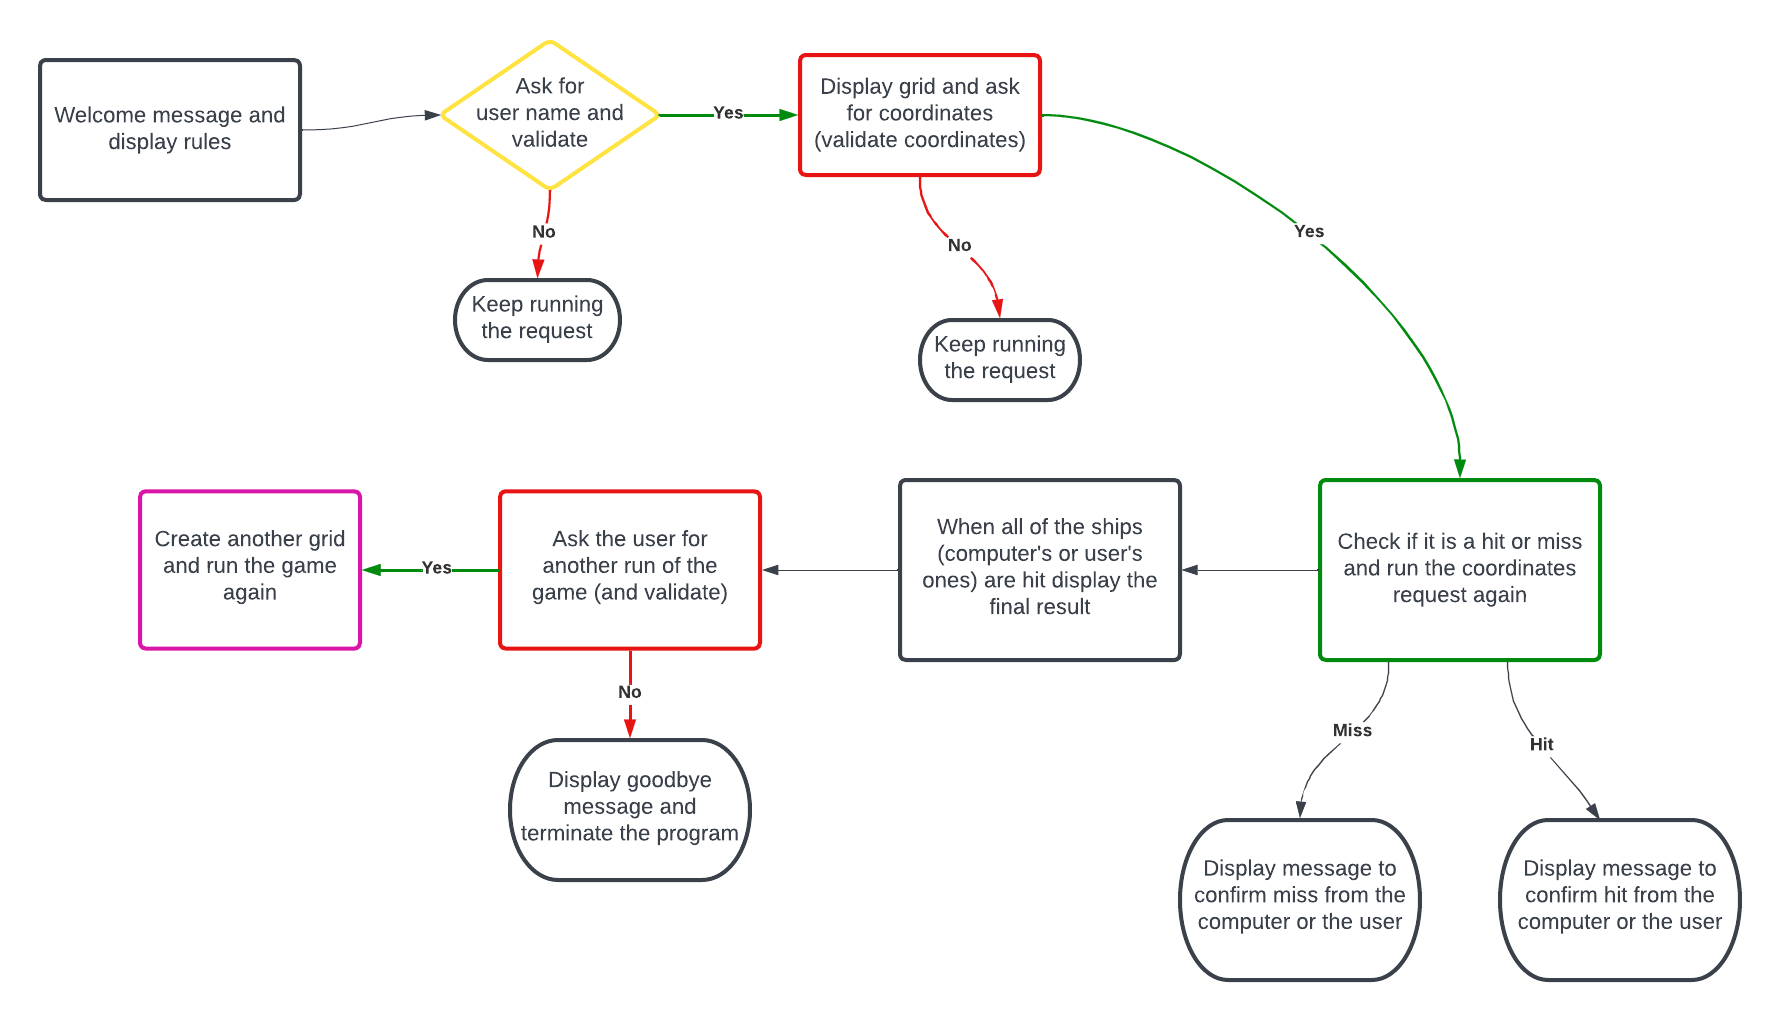 Welcome message and
display rules
Ask for
user name and
validate
Yes
Display grid and ask
for coordinates
(validate coordinates)
No
Keep running
the request
No
Keep running
the request
Yes
Check if it is a hit or miss
and run the coordinates
request again
When all of the ships
(computer's or user's
ones) are hit display the
final result
Ask the user for
another run of the
game (and validate)
Yes
Create another grid
and run the game
again
No
Display goodbye
message and
terminate the program
Miss
Display message to
confirm miss from the
computer or the user
Hit
Display message to
confirm hit from the
computer or the user